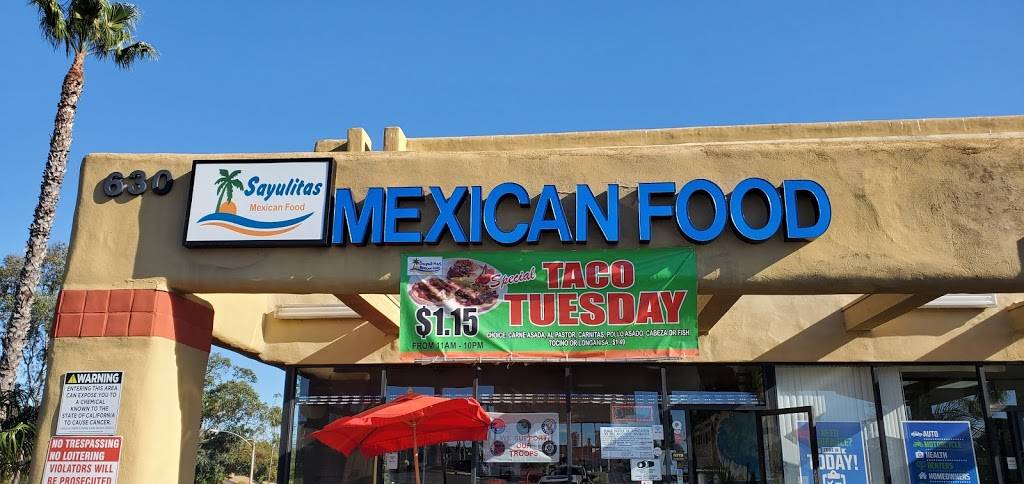 630
Sayulitas
Mexican Food
MEXICAN FOOD
Special TACO
TUESDAY
$1.15
CHOICE: CARNE ASADA, AL PASTOR, CARNITAS, POLLO ASADO, CABEZA OR FISH
FROM 11AM - 10PM
TOCINO OR LONGANISA $1.49
WARNING
ENTERING THIS AREA
CAN EXPOSE YOU TO
A CHEMICAL
KNOWN TO THE
STATE OF CALIFORNIA
TO CAUSE CANCER.
NO TRESPASSING
NO LOITERING
VIOLATORS WILL
BE PROSECUTED
WE SUPPORT
OUR
TROOPS
TODAY!
AUTO
MOTORCYCLE
HEALTH
RENTERS
HOMEOWNERS